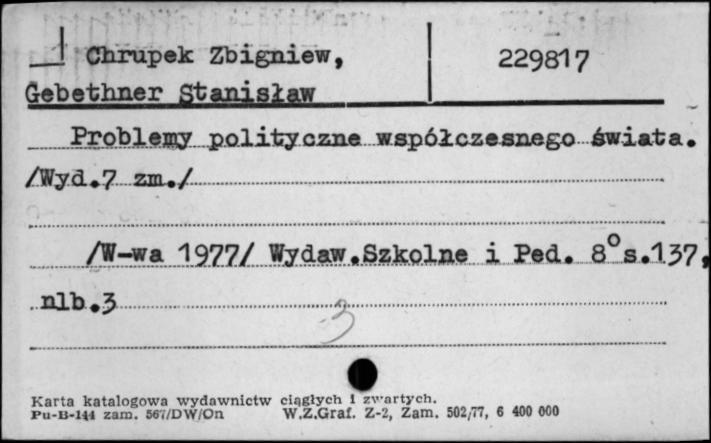 Chrupek Zbigniew,
229817
Gebethner Stanisław
Problemy polityczne współczesnego świata.
/Wyd.7 zm./
/W-wa 1977/ Wydaw.Szkolne i Ped. 8°s.137,
nlb.3
3
Karta katalogowa wydawnictw ciągłych i zwartych.
Pu-B-144 zam. 567/DW/On W.Z.Graf. Z-2, Zam. 502/77, 6 400 000